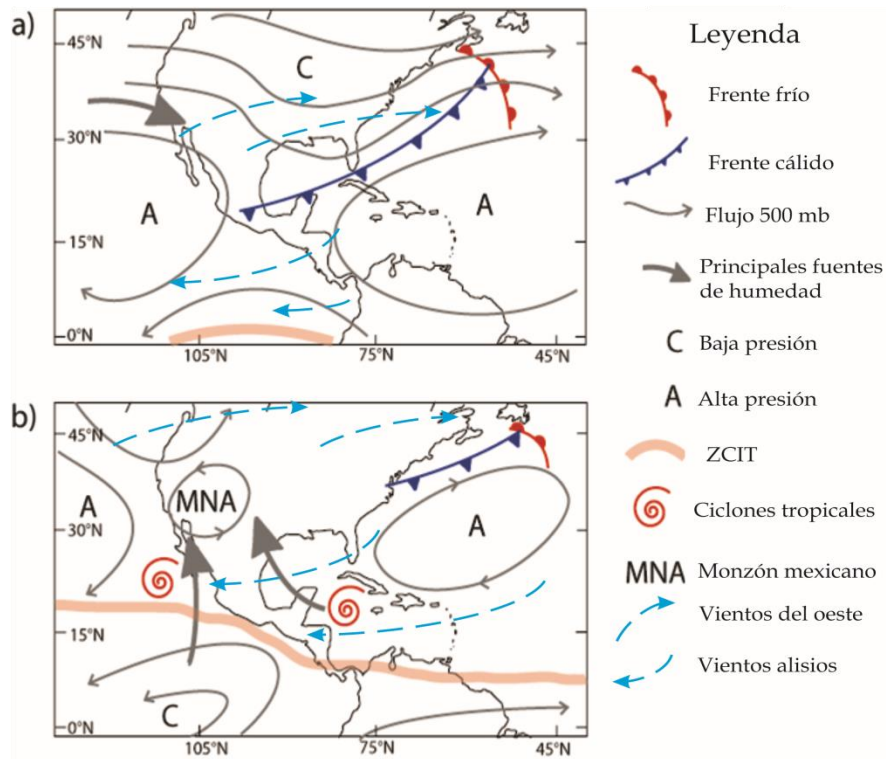 a)
45°N
30°N
15°N
0°N
105°N
75°N
45°N
C
A
A
b)
45°N
30°N
15°N
0°N
105°N
75°N
45°N
A
MNA
A
C
Leyenda
Frente frío
Frente cálido
Flujo 500 mb
Principales fuentes
de humedad
C Baja presión
A Alta presión
ZCIT
Ciclones tropicales
MNA Monzón mexicano
Vientos del oeste
Vientos alisios